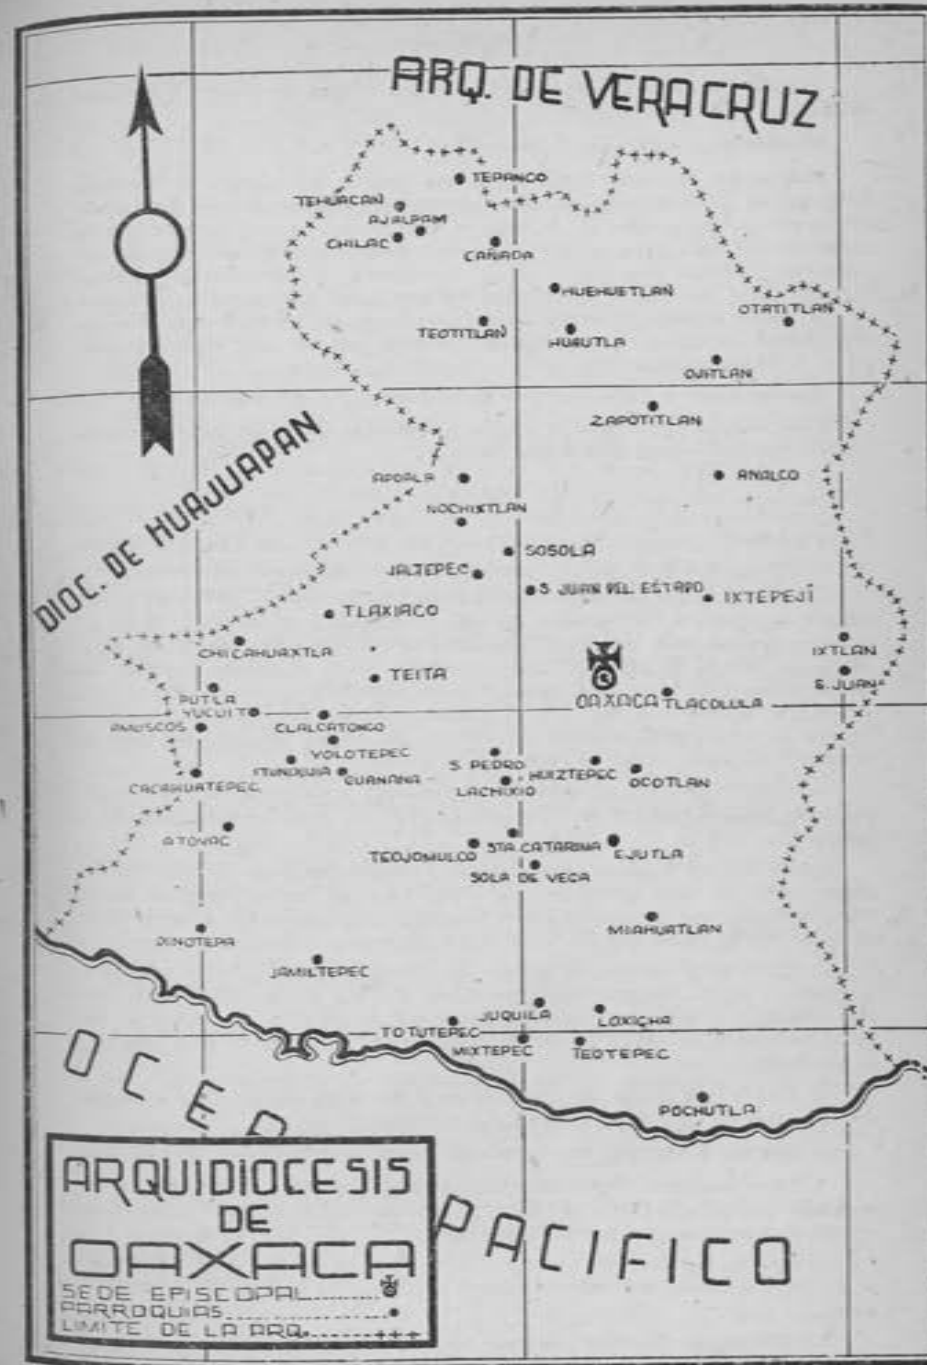 ARQ. DE VERACRUZ
TEPANCO
TEHUACAN
AJALPAM
CHILAC
CAÑADA
HUEHUETLAN
OTATITLAN
TEOTITLAN
HUAUTLA
OJITLAN
ZAPOTITLAN
DIOC. DE HUAJUAPAN
APOALA
ANALCO
NOCHIXTLAN
SOSOLA
JALTEPEC
S. JUAN DEL ESTADO
IXTEPEJI
TLAXIACO
CHICAHUAXTLA
IXTLAN
TEITA
S. JUAN
PUTLA
OAXACA
TLACOLULA
YUCUIT
AMUSCOS
CLALCATONGO
YOLOTEPEC
S. PEDRO
HUIZTEPEC
OCOTLAN
CACAHUATEPEC
ITUNDUJIA
GUANANA
LACHIXIO
ATOYAC
TEOJOMULCO
STA. CATARINA
EJUTLA
SOLA DE VEGA
MIAHUATLAN
JAMILTEPEC
JUQUILA
LOXICHA
TOTUTEPEC
MIXTEPEC
TEOTEPEC
POCHUTLA
OCEA
PACIFICO
ARQUIDIOCESIS
DE
OAXACA
SEDE EPISCOPAL
PARROQUIAS
LIMITE DE LA ARQ.